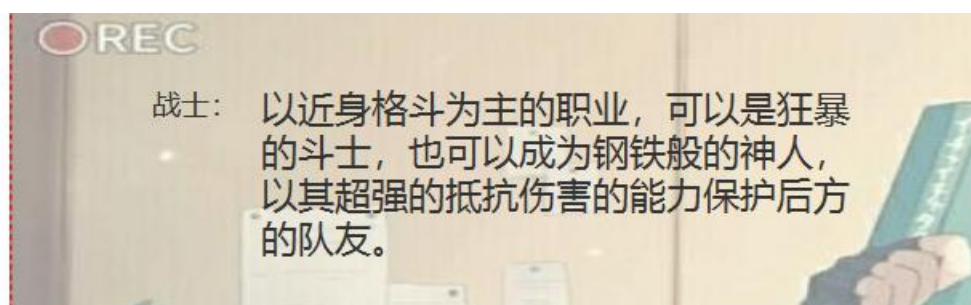 REC
战士： 以近身格斗为主的职业，可以是狂暴
的斗士，也可以成为钢铁般的神人，
以其超强的抵抗伤害的能力保护后方
的队友。